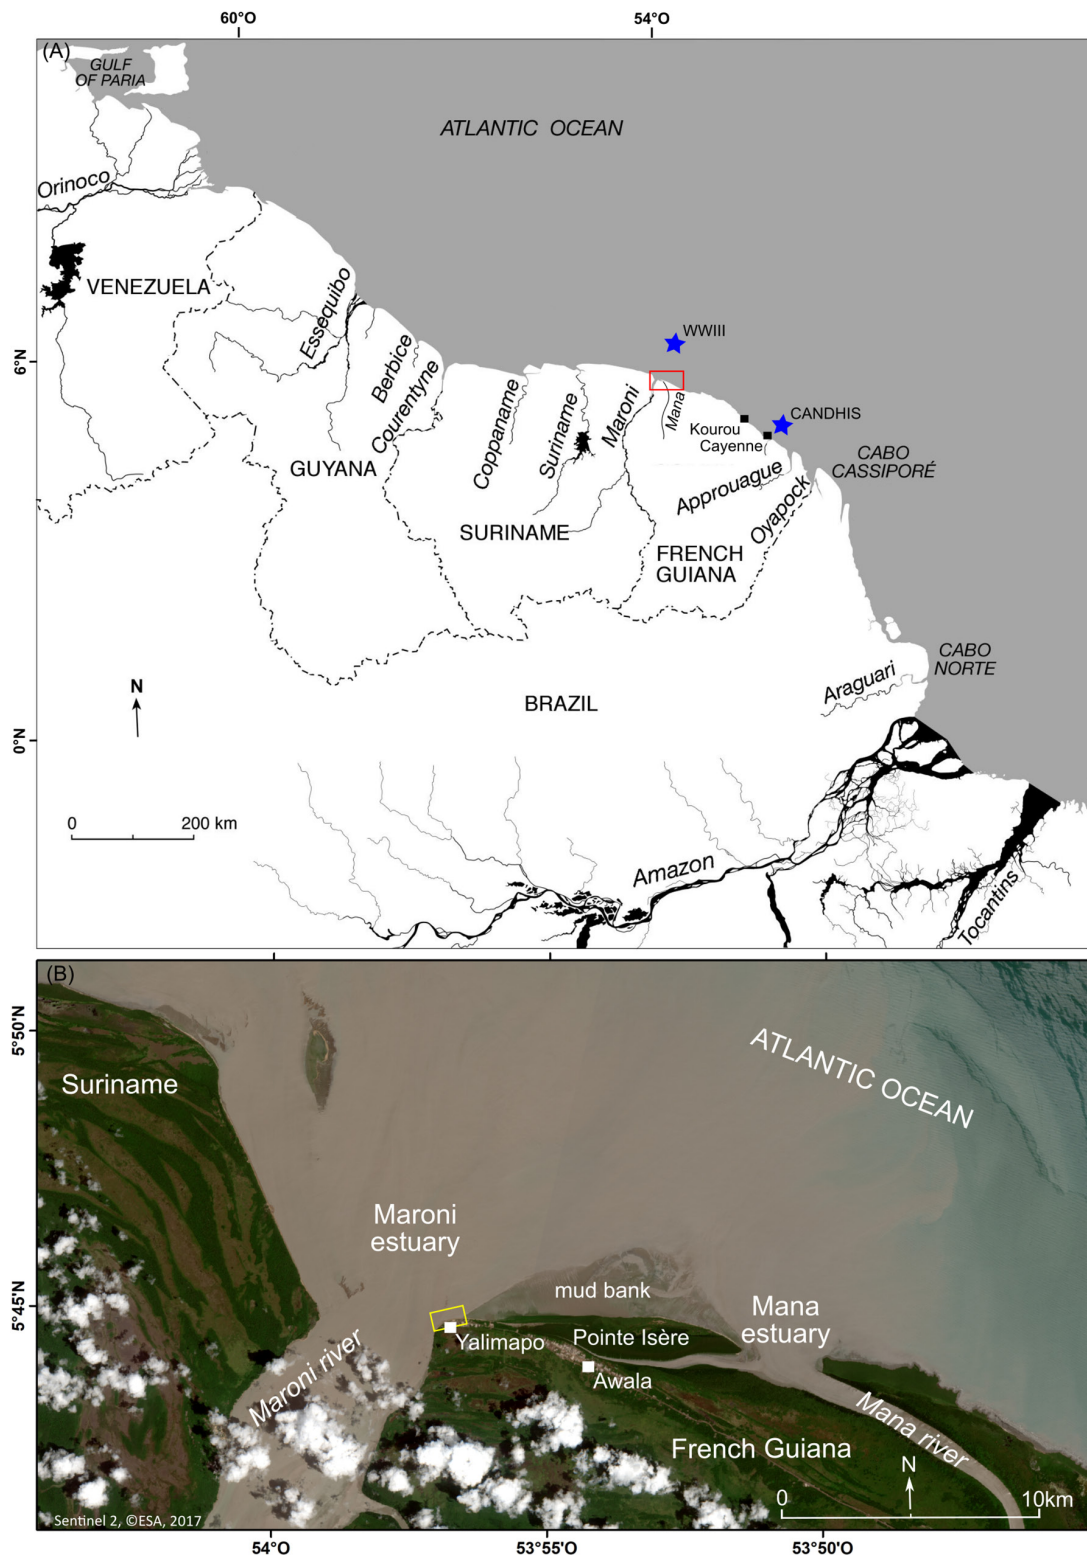 60°O
54°O
(A)
GULF
OF PARIA
ATLANTIC OCEAN
Orinoco
VENEZUELA
Essequibo
WWIII
6°N
Berbice
Courentyne
Coppaname
Suriname
Maroni
Mana
CANDHIS
Kourou
Cayenne
CABO
CASSIPORÉ
GUYANA
Approuague
Oyapock
SURINAME
FRENCH
GUIANA
CABO
NORTE
N
Araguari
BRAZIL
0°N
0
200 km
Amazon
Tocantins
(B)
5°50'N
ATLANTIC OCEAN
Suriname
Maroni
estuary
mud bank
5°45'N
Mana
estuary
Pointe Isère
Yalimapo
Awala
Maroni river
Mana river
French Guiana
N
0
10km
Sentinel 2, ©ESA, 2017
54°O
53°55'O
53°50'O